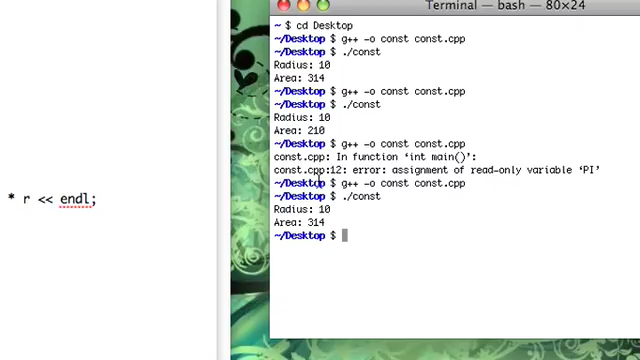 Terminal — bash — 80×24
~ $ cd Desktop
~/Desktop $ g++ -o const const.cpp
~/Desktop $ ./const
Radius: 10
Area: 314
~/Desktop $ g++ -o const const.cpp
~/Desktop $ ./const
Radius: 10
Area: 210
~/Desktop $ g++ -o const const.cpp
const.cpp: In function ‘int main()’:
const.cpp:12: error: assignment of read-only variable ‘PI’
~/Desktop $ g++ -o const const.cpp
~/Desktop $ ./const
Radius: 10
Area: 314
~/Desktop $
* r << endl;